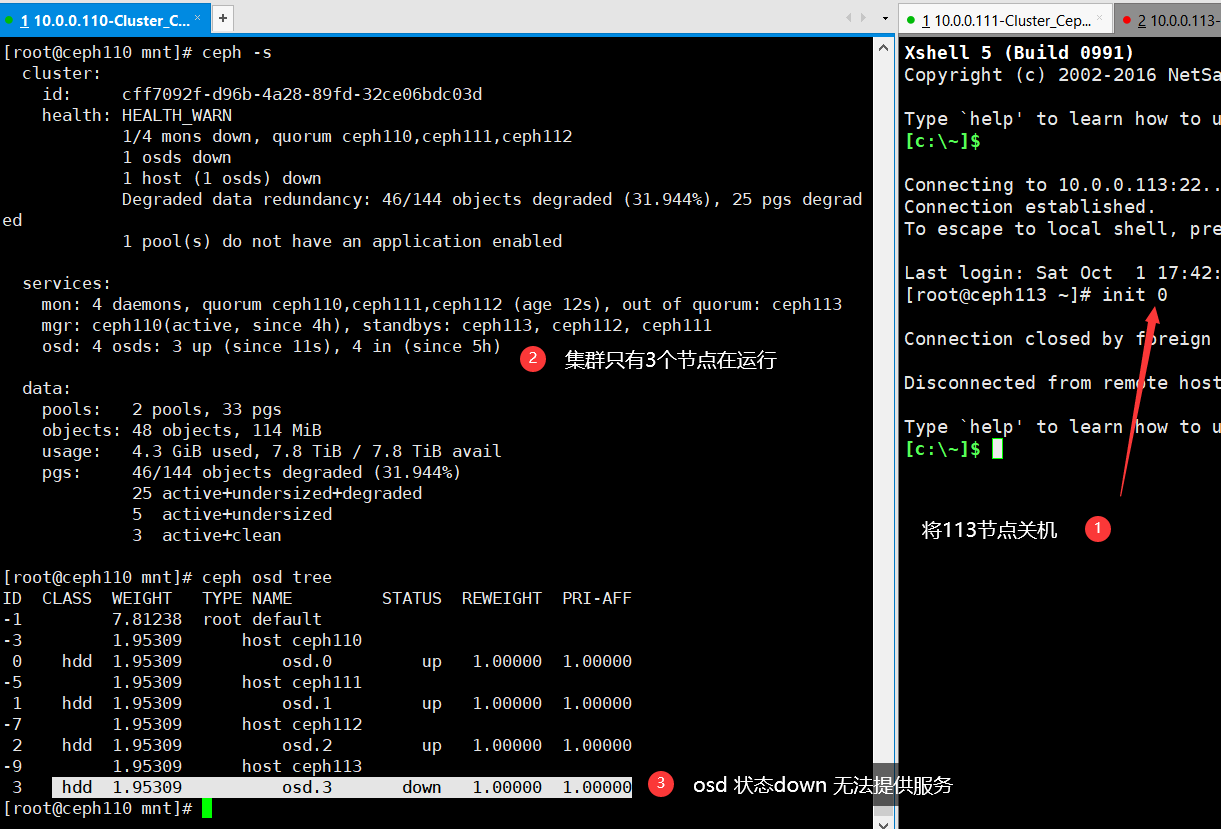 1 10.0.0.110-Cluster_C... × +
[root@ceph110 mnt]# ceph -s
cluster:
id: cff7092f-d96b-4a28-89fd-32ce06bdc03d
health: HEALTH_WARN
1/4 mons down, quorum ceph110,ceph111,ceph112
1 osds down
1 host (1 osds) down
Degraded data redundancy: 46/144 objects degraded (31.944%), 25 pgs degrad
ed
1 pool(s) do not have an application enabled
services:
mon: 4 daemons, quorum ceph110,ceph111,ceph112 (age 12s), out of quorum: ceph113
mgr: ceph110(active, since 4h), standbys: ceph113, ceph112, ceph111
osd: 4 osds: 3 up (since 11s), 4 in (since 5h)
2 集群只有3个节点在运行
data:
pools: 2 pools, 33 pgs
objects: 48 objects, 114 MiB
usage: 4.3 GiB used, 7.8 TiB / 7.8 TiB avail
pgs: 46/144 objects degraded (31.944%)
25 active+undersized+degraded
5 active+undersized
3 active+clean
[root@ceph110 mnt]# ceph osd tree
ID CLASS WEIGHT TYPE NAME STATUS REWEIGHT PRI-AFF
-1 7.81238 root default
-3 1.95309 host ceph110
0 hdd 1.95309 osd.0 up 1.00000 1.00000
-5 1.95309 host ceph111
1 hdd 1.95309 osd.1 up 1.00000 1.00000
-7 1.95309 host ceph112
2 hdd 1.95309 osd.2 up 1.00000 1.00000
-9 1.95309 host ceph113
3 hdd 1.95309 osd.3 down 1.00000 1.00000
3 osd 状态down 无法提供服务
[root@ceph110 mnt]#
1 10.0.0.111-Cluster_Cep... × 2 10.0.0.113-
Xshell 5 (Build 0991)
Copyright (c) 2002-2016 NetSa
Type `help' to learn how to u
[c:\~]$
Connecting to 10.0.0.113:22..
Connection established.
To escape to local shell, pre
Last login: Sat Oct 1 17:42:
[root@ceph113 ~]# init 0
Connection closed by foreign
Disconnected from remote host
Type `help' to learn how to u
[c:\~]$
将113节点关机 1